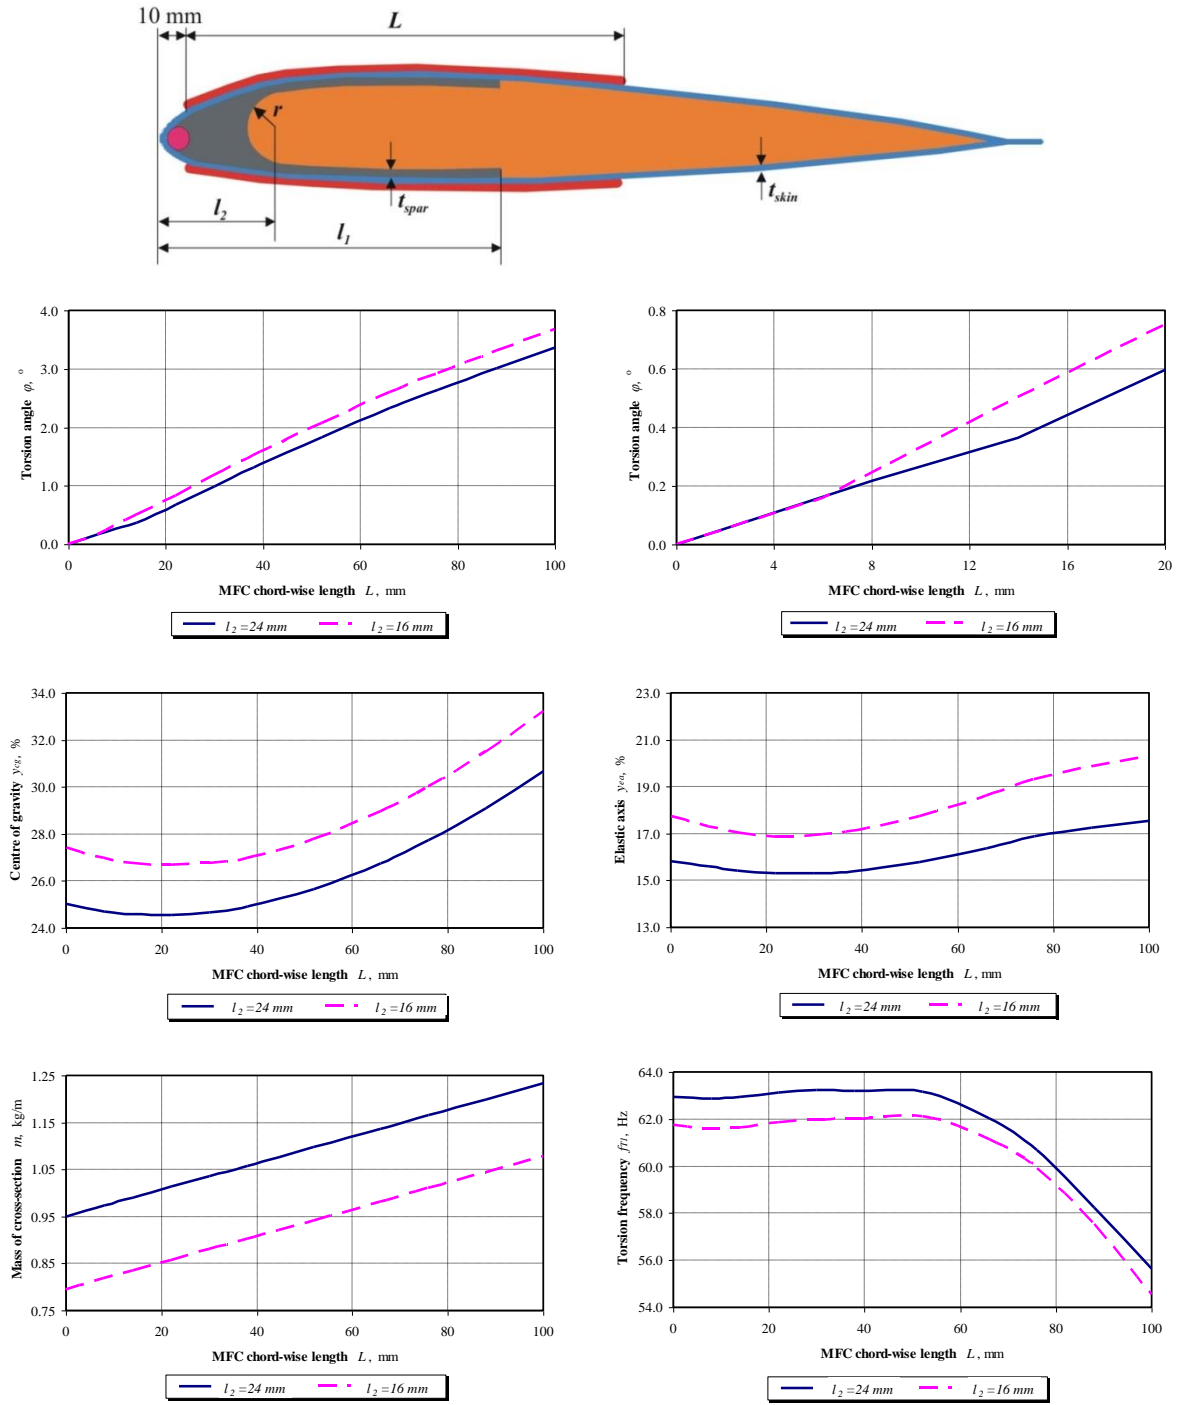 10 mm
L
r
l2
tspar
tskin
l1
4.0
3.0
2.0
1.0
0.0
Torsion angle φ, °
0 20 40 60 80 100
MFC chord-wise length L, mm
l2=24 mm l2=16 mm
0.8
0.6
0.4
0.2
0.0
Torsion angle φ, °
0 4 8 12 16 20
MFC chord-wise length L, mm
l2=24 mm l2=16 mm
34.0
32.0
30.0
28.0
26.0
24.0
Centre of gravity ycg, %
0 20 40 60 80 100
MFC chord-wise length L, mm
l2=24 mm l2=16 mm
23.0
21.0
19.0
17.0
15.0
13.0
Elastic axis yea, %
0 20 40 60 80 100
MFC chord-wise length L, mm
l2=24 mm l2=16 mm
1.25
1.15
1.05
0.95
0.85
0.75
Mass of cross-section m, kg/m
0 20 40 60 80 100
MFC chord-wise length L, mm
l2=24 mm l2=16 mm
64.0
62.0
60.0
58.0
56.0
54.0
Torsion frequency fT1, Hz
0 20 40 60 80 100
MFC chord-wise length L, mm
l2=24 mm l2=16 mm